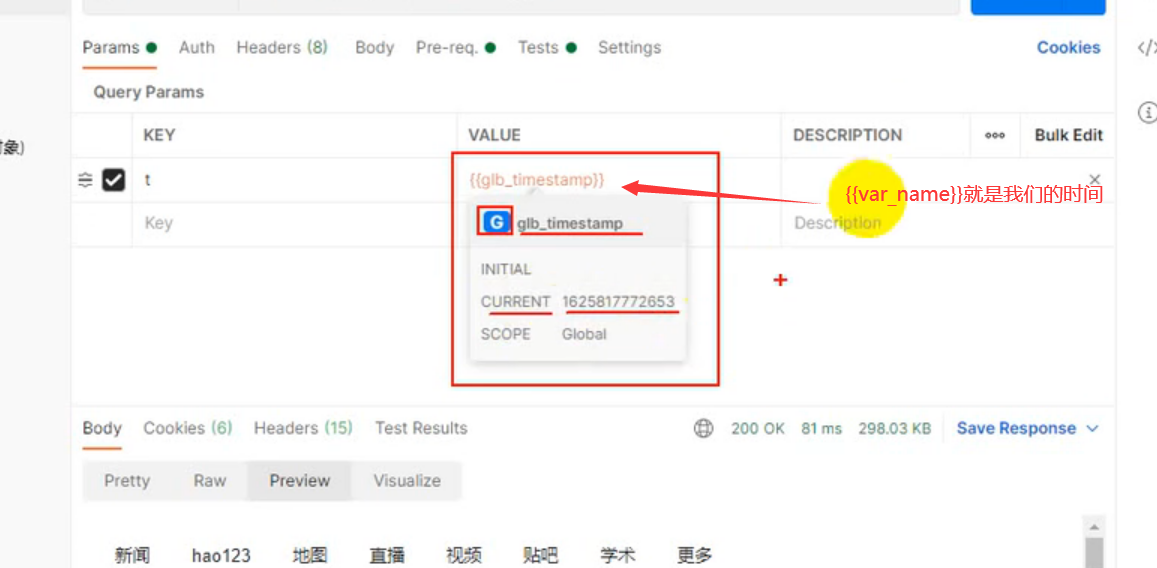 Params Auth Headers (8) Body Pre-req. Tests Settings Cookies
Query Params
KEY VALUE DESCRIPTION Bulk Edit
象)
t {{glb_timestamp}} {{var_name}}就是我们的时间
Key G glb_timestamp Description
INITIAL
CURRENT 1625817772653
SCOPE Global
Body Cookies (6) Headers (15) Test Results 200 OK 81 ms 298.03 KB Save Response
Pretty Raw Preview Visualize
新闻 hao123 地图 直播 视频 贴吧 学术 更多